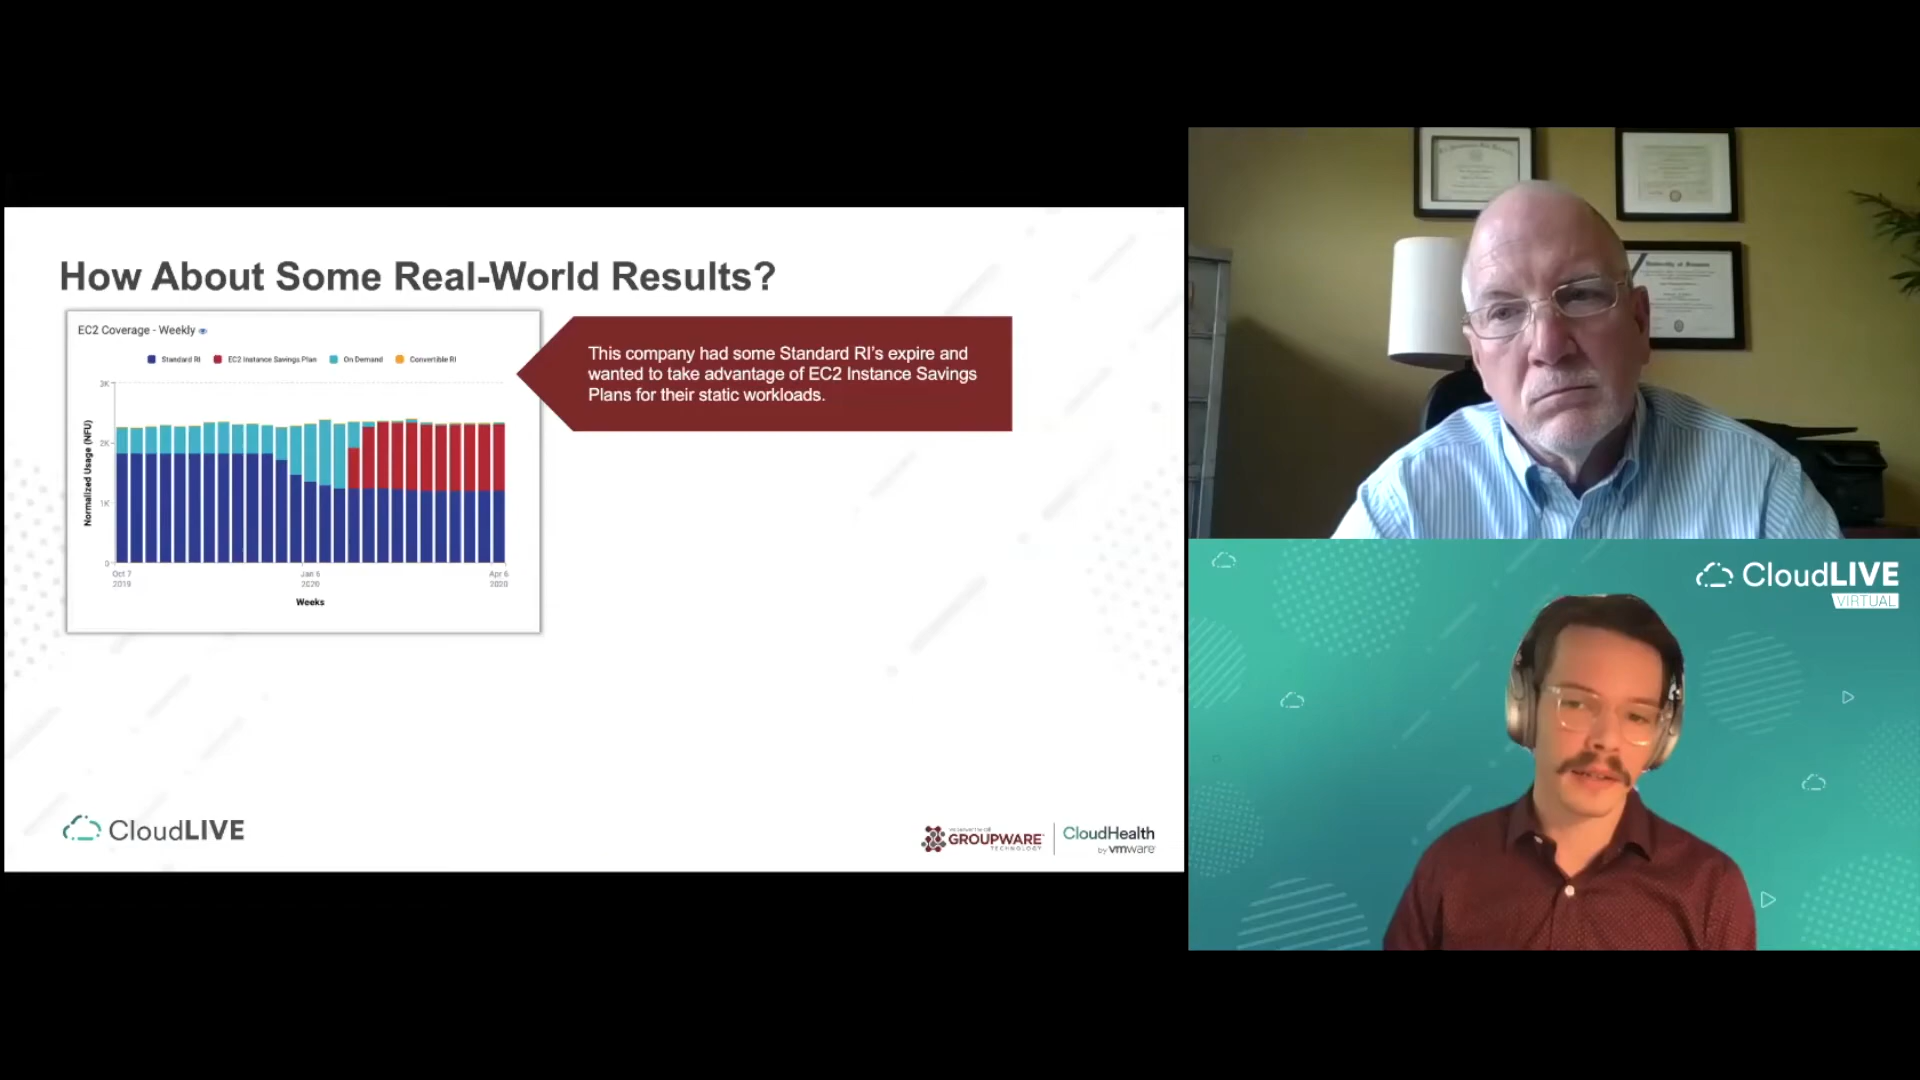 How About Some Real-World Results?
EC2 Coverage - Weekly
Standard RI
EC2 Instance Savings Plan
On Demand
Convertible RI
3K
2K
1K
0
Normalized Usage (NFU)
Oct 7
2019
Jan 6
2020
Apr 6
2020
Weeks
This company had some Standard RI's expire and
wanted to take advantage of EC2 Instance Savings
Plans for their static workloads.
CloudLIVE
GROUPWARE
TECHNOLOGY
CloudHealth
by vmware
CloudLIVE
VIRTUAL